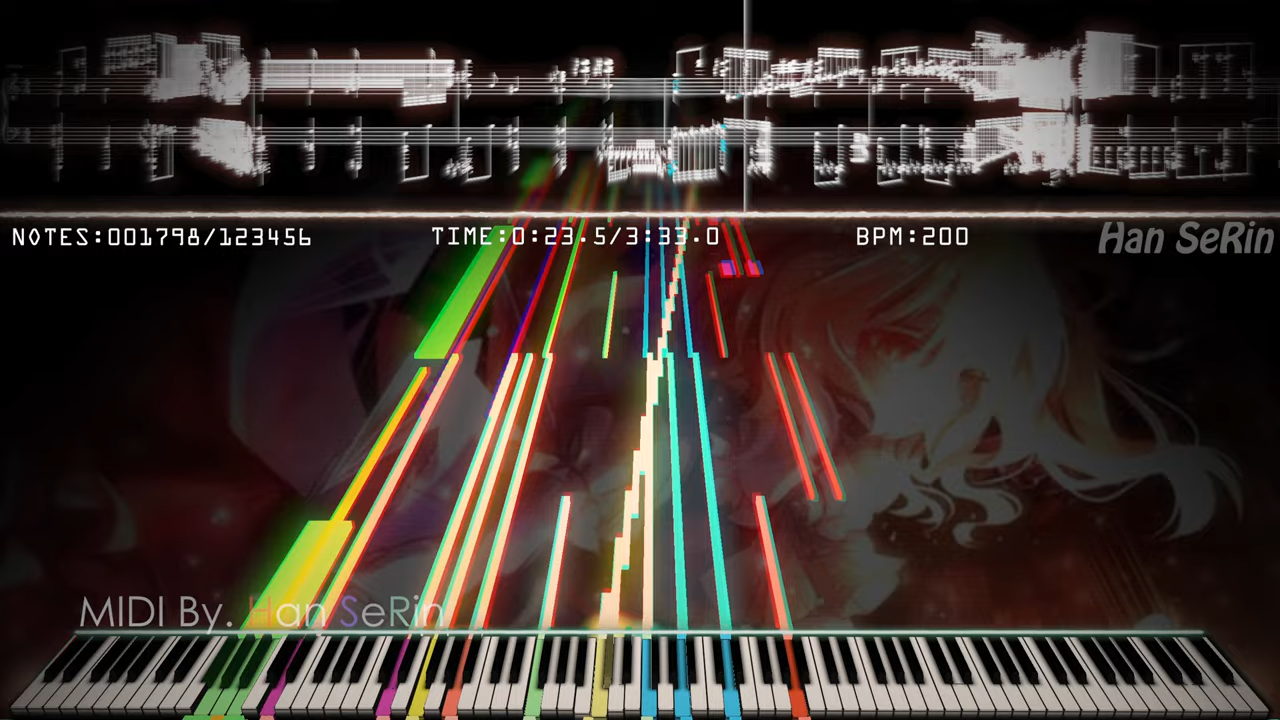 NOTES:001798/123456 TIME:0:23.5/3:33.0 BPM:200 Han SeRin
MIDI By. Han SeRin